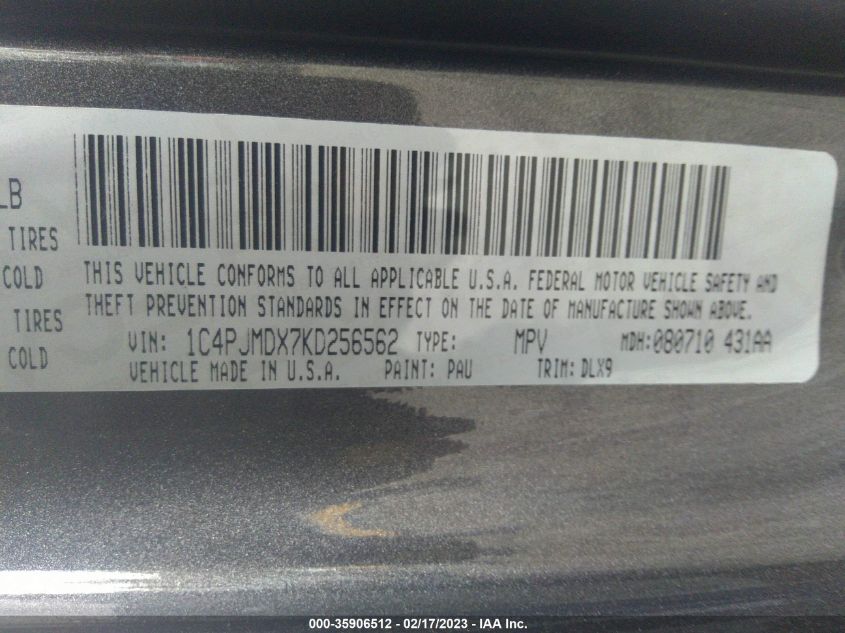 LB
TIRES
COLD
TIRES
COLD
THIS VEHICLE CONFORMS TO ALL APPLICABLE U.S.A. FEDERAL MOTOR VEHICLE SAFETY AND
THEFT PREVENTION STANDARDS IN EFFECT ON THE DATE OF MANUFACTURE SHOWN ABOVE.
VIN: 1C4PJMDX7KD256562 TYPE: MPV MDH:080710 431AA
VEHICLE MADE IN U.S.A. PAINT: PAU TRIM: DLX9
000-35906512 - 02/17/2023 - IAA Inc.